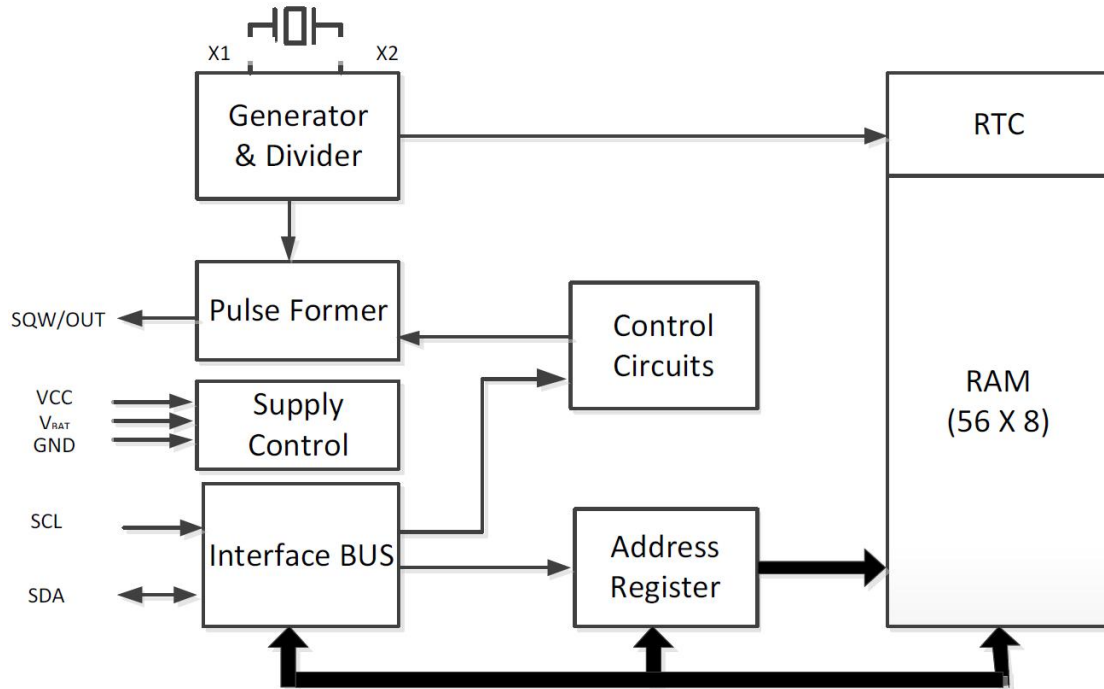 X1
X2
Generator
& Divider
RTC
Pulse Former
SQW/OUT
Control
Circuits
RAM
(56 X 8)
VCC
VBAT
GND
Supply
Control
SCL
SDA
Interface BUS
Address
Register